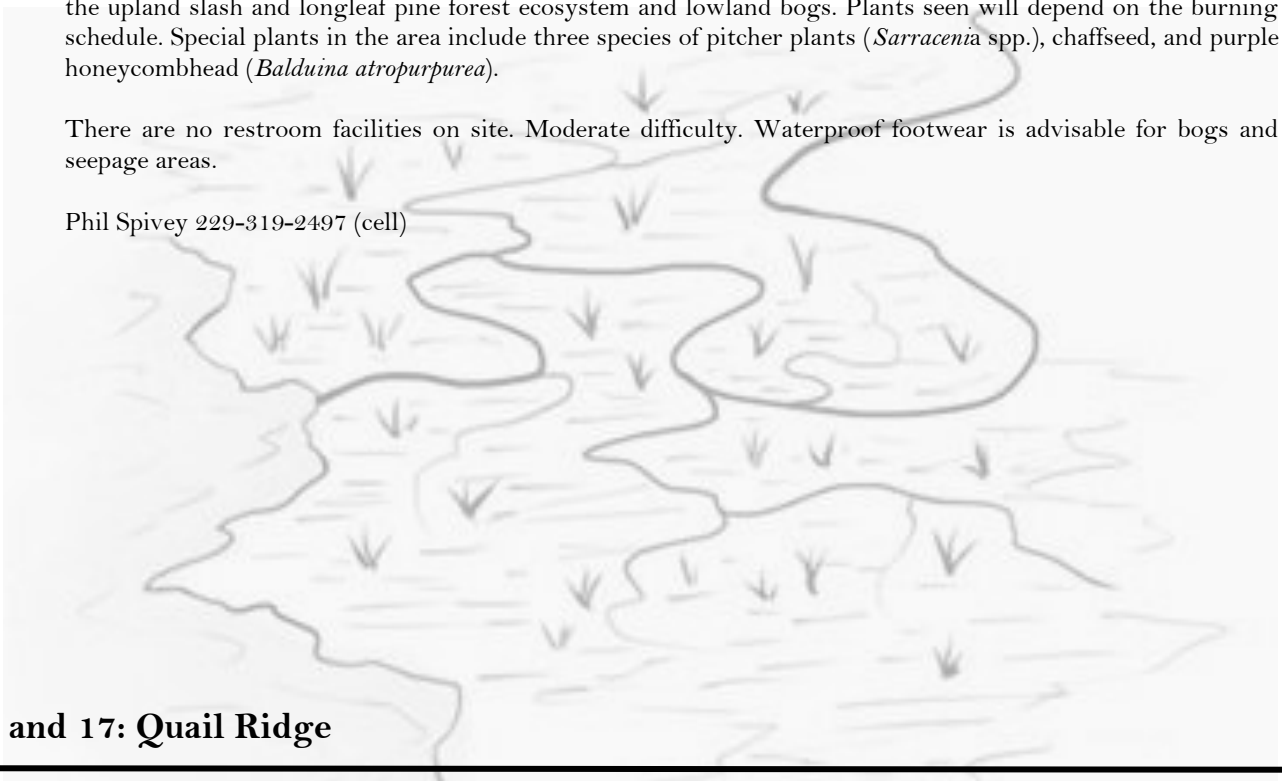 the upland slash and longleaf pine forest ecosystem and lowland bogs. Plants seen will depend on the burning
schedule. Special plants in the area include three species of pitcher plants (Sarracenia spp.), chaffseed, and purple
honeycombhead (Balduina atropurpurea).
There are no restroom facilities on site. Moderate difficulty. Waterproof footwear is advisable for bogs and
seepage areas.
Phil Spivey 229-319-2497 (cell)
and 17: Quail Ridge